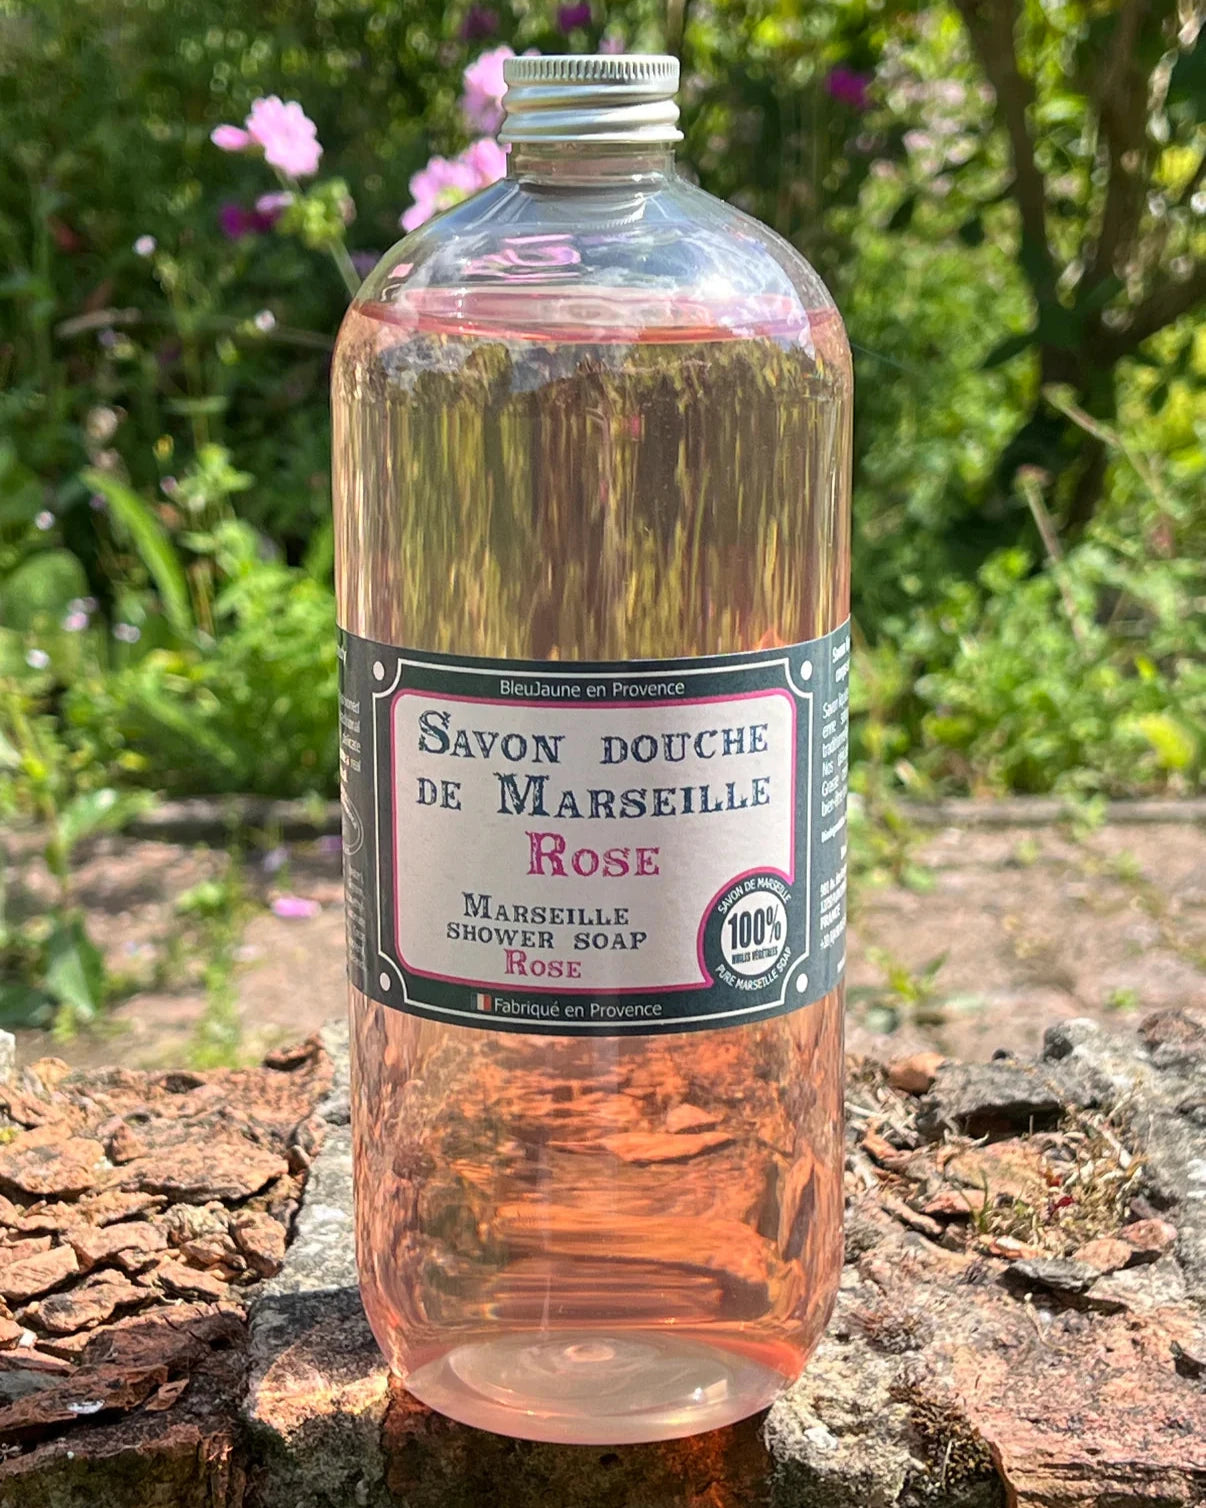 BleuJaune en Provence
Savon douche
de Marseille
Rose
Marseille
shower soap
Rose
SAVON DE MARSEILLE
100%
HUILES VÉGÉTALES
PURE MARSEILLE SOAP
Fabriqué en Provence